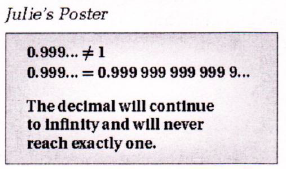 Julie's Poster
0.999... ≠ 1
0.999... = 0.999 999 999 999 9...
The decimal will continue
to infinity and will never
reach exactly one.